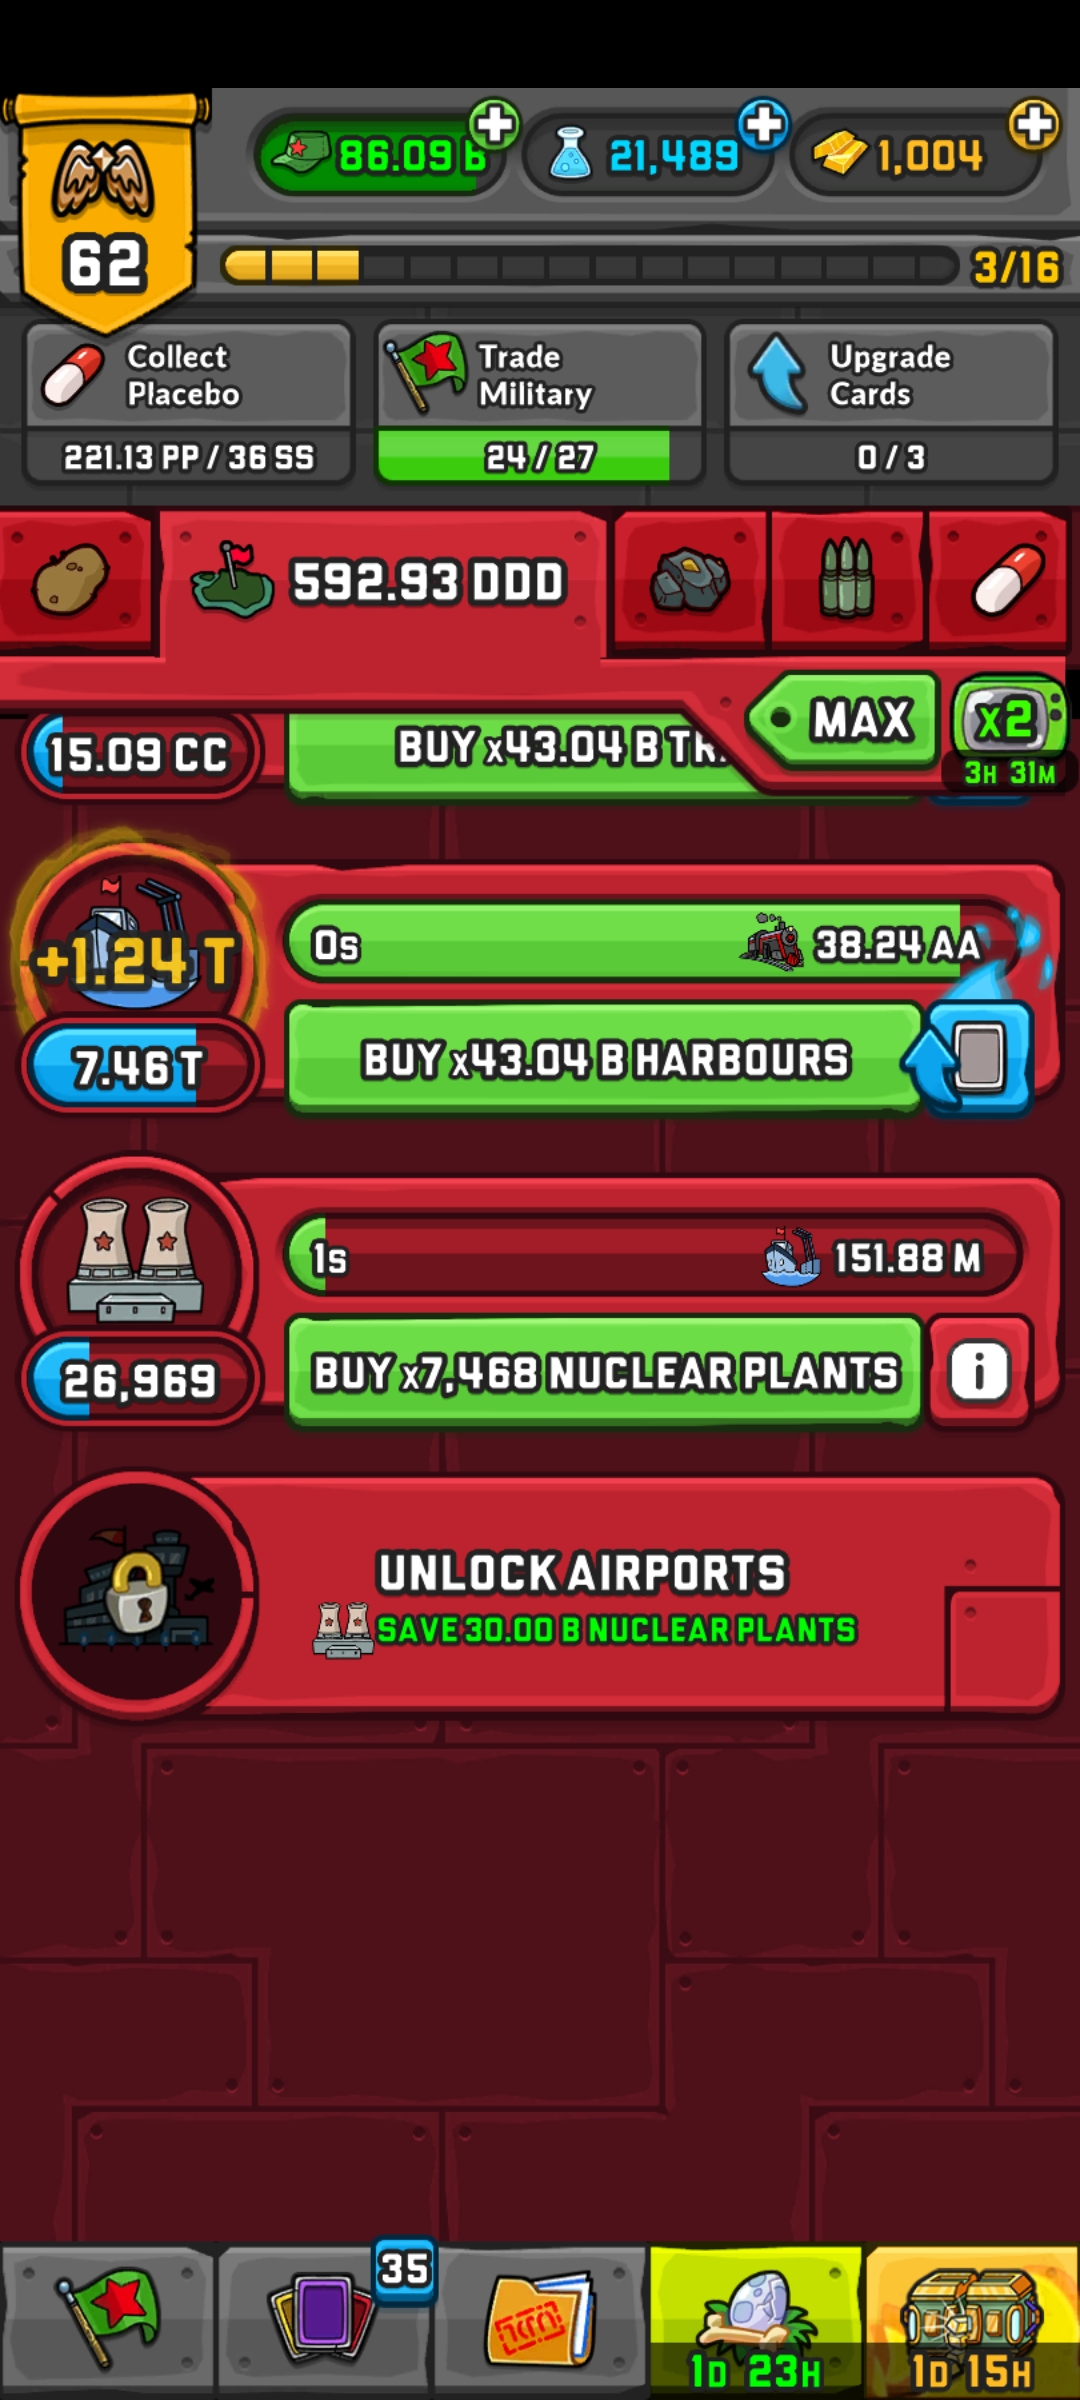 86.09 B
21,489
1,004
62
3/16
Collect
Placebo
221.13 PP / 36 SS
Trade
Military
24 / 27
Upgrade
Cards
0 / 3
592.93 DDD
MAX
x2
3H 31M
15.09 CC
BUY x43.04 B
+1.24 T
0s
38.24 AA
7.46 T
BUY x43.04 B HARBOURS
1s
151.88 M
26,969
BUY x7,468 NUCLEAR PLANTS
i
UNLOCK AIRPORTS
SAVE 30.00 B NUCLEAR PLANTS
35
1D 23H
1D 15H